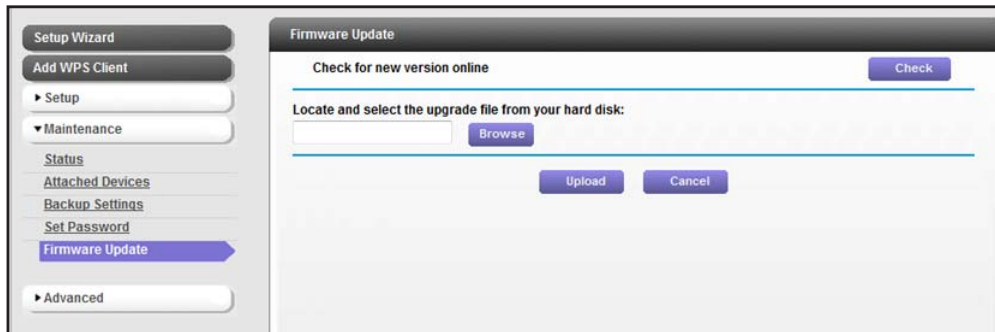 Setup Wizard
Add WPS Client
Setup
Maintenance
Status
Attached Devices
Backup Settings
Set Password
Firmware Update
Advanced
Firmware Update
Check for new version online
Check
Locate and select the upgrade file from your hard disk:
Browse
Upload
Cancel